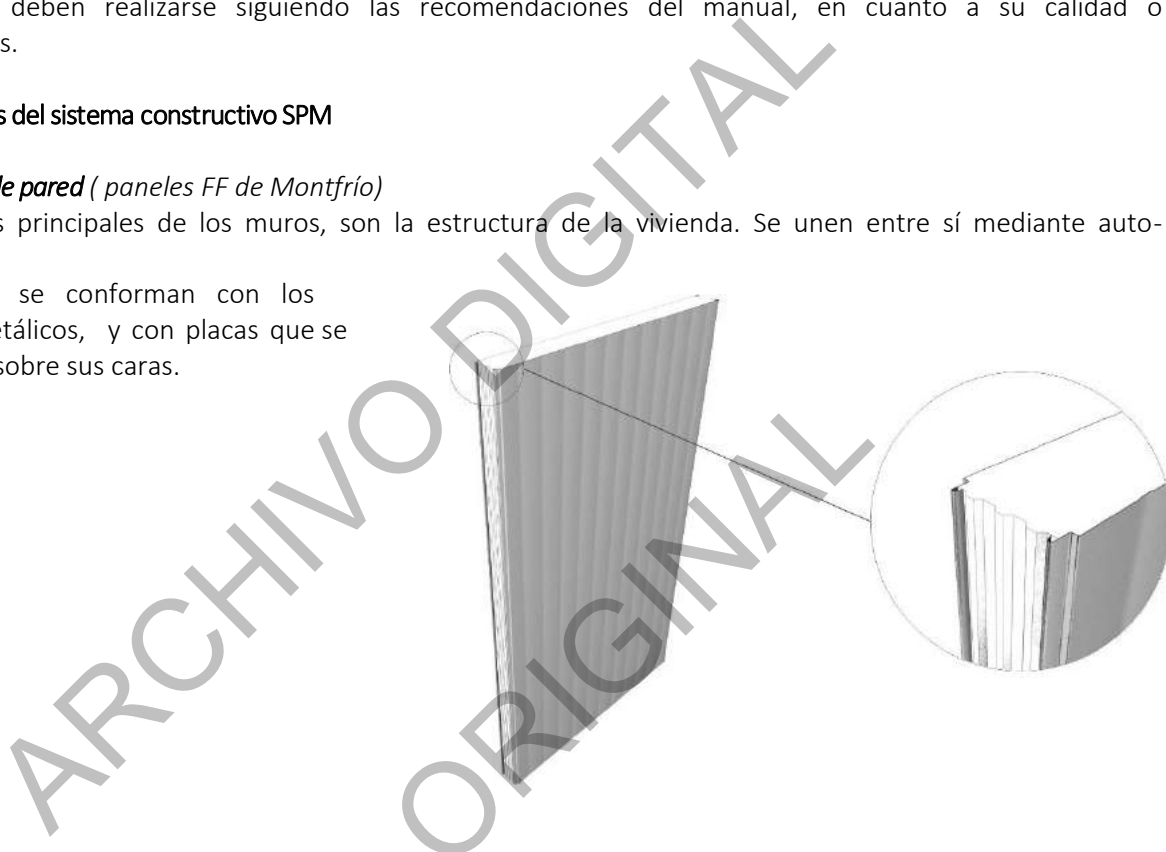 deben realizarse siguiendo las recomendaciones del manual, en cuanto a su calidad o
s.
s del sistema constructivo SPM
de pared ( paneles FF de Montfrío)
s principales de los muros, son la estructura de la vivienda. Se unen entre sí mediante auto-
se conforman con los
etálicos, y con placas que se
sobre sus caras.
ARCHIVO DIGITAL
ORIGINAL